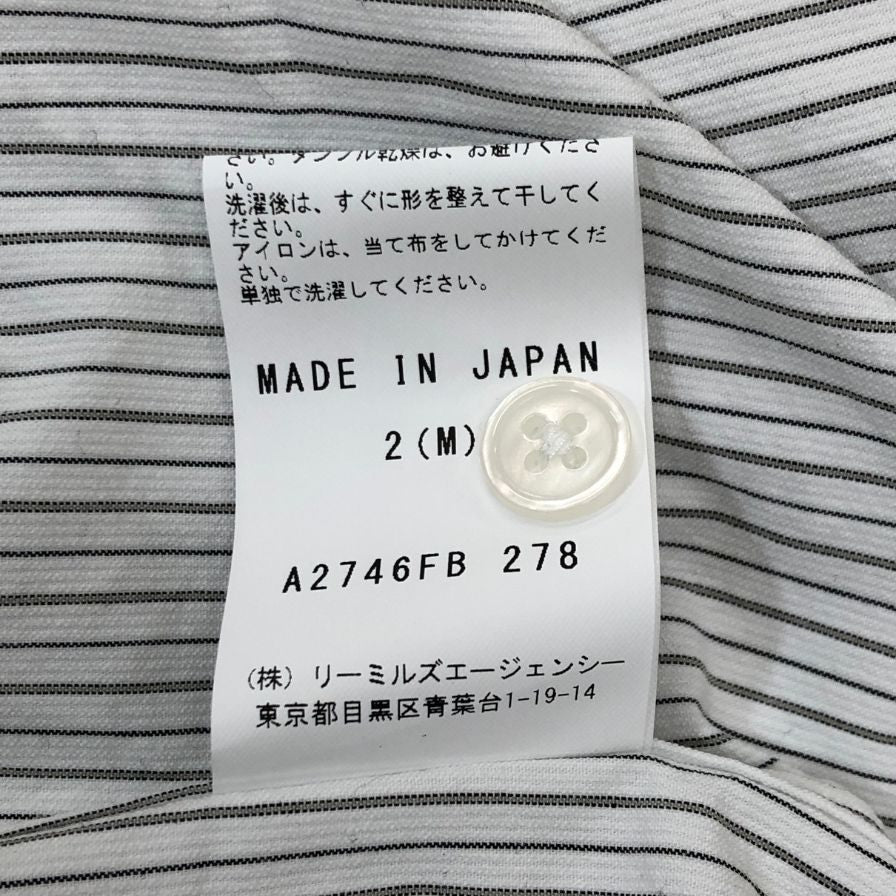 さい。タンブル乾燥は、お避けくださ
い。
洗濯後は、すぐに形を整えて干してく
ださい。
アイロンは、当て布をしてかけてくだ
さい。
単独で洗濯してください。
MADE IN JAPAN
2(M)
A2746FB 278
(株)リーミルズエージェンシー
東京都目黒区青葉台1-19-14